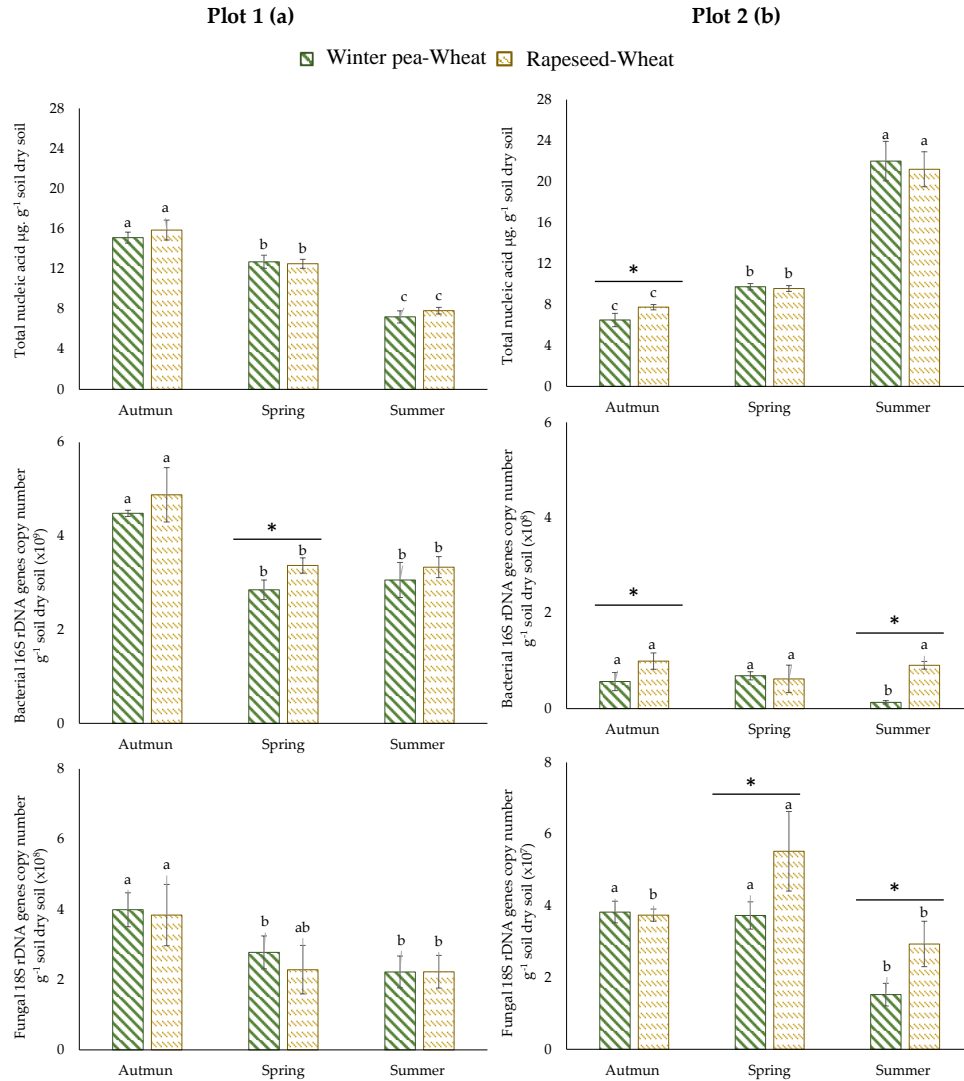 Plot 1 (a)
Plot 2 (b)
Winter pea-Wheat
Rapeseed-Wheat
Total nucleic acid µg. g⁻¹ soil dry soil
28
24
20
16
12
8
4
0
a
a
b
b
c
c
Autmun
Spring
Summer
Total nucleic acid µg. g⁻¹ soil dry soil
28
24
20
16
12
8
4
0
*
c
c
b
b
a
a
Autmun
Spring
Summer
Bacterial 16S rDNA genes copy number
g⁻¹ soil dry soil (x10⁹)
6
4
2
0
a
a
*
b
b
b
b
Autmun
Spring
Summer
Bacterial 16S rDNA genes copy number
g⁻¹ soil dry soil (x10⁸)
6
4
2
0
*
a
a
a
a
*
b
a
Autmun
Spring
Summer
Fungal 18S rDNA genes copy number
g⁻¹ soil dry soil (x10⁸)
8
6
4
2
0
a
a
b
ab
b
b
Autmun
Spring
Summer
Fungal 18S rDNA genes copy number
g⁻¹ soil dry soil (x10⁷)
8
6
4
2
0
a
b
*
a
a
*
b
b
Autmun
Spring
Summer